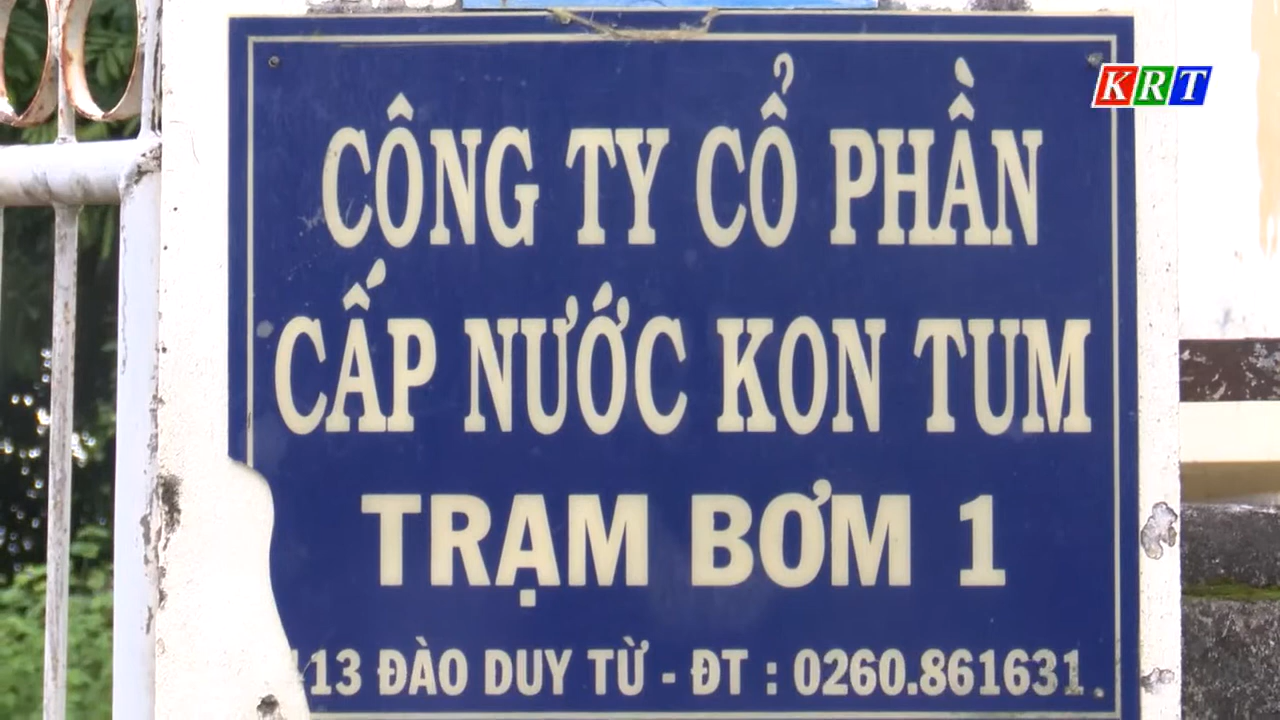 KRT
CÔNG TY CỔ PHẦN
CẤP NƯỚC KON TUM
TRẠM BƠM 1
13 ĐÀO DUY TỪ - ĐT : 0260.861631